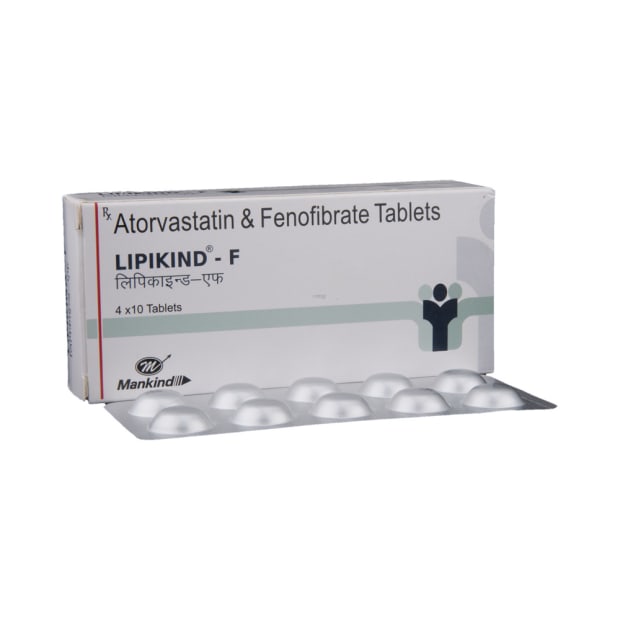 Rx Atorvastatin & Fenofibrate Tablets
LIPIKIND® - F
लिपिकाइन्ड–एफ
4 x10 Tablets
m
Mankind